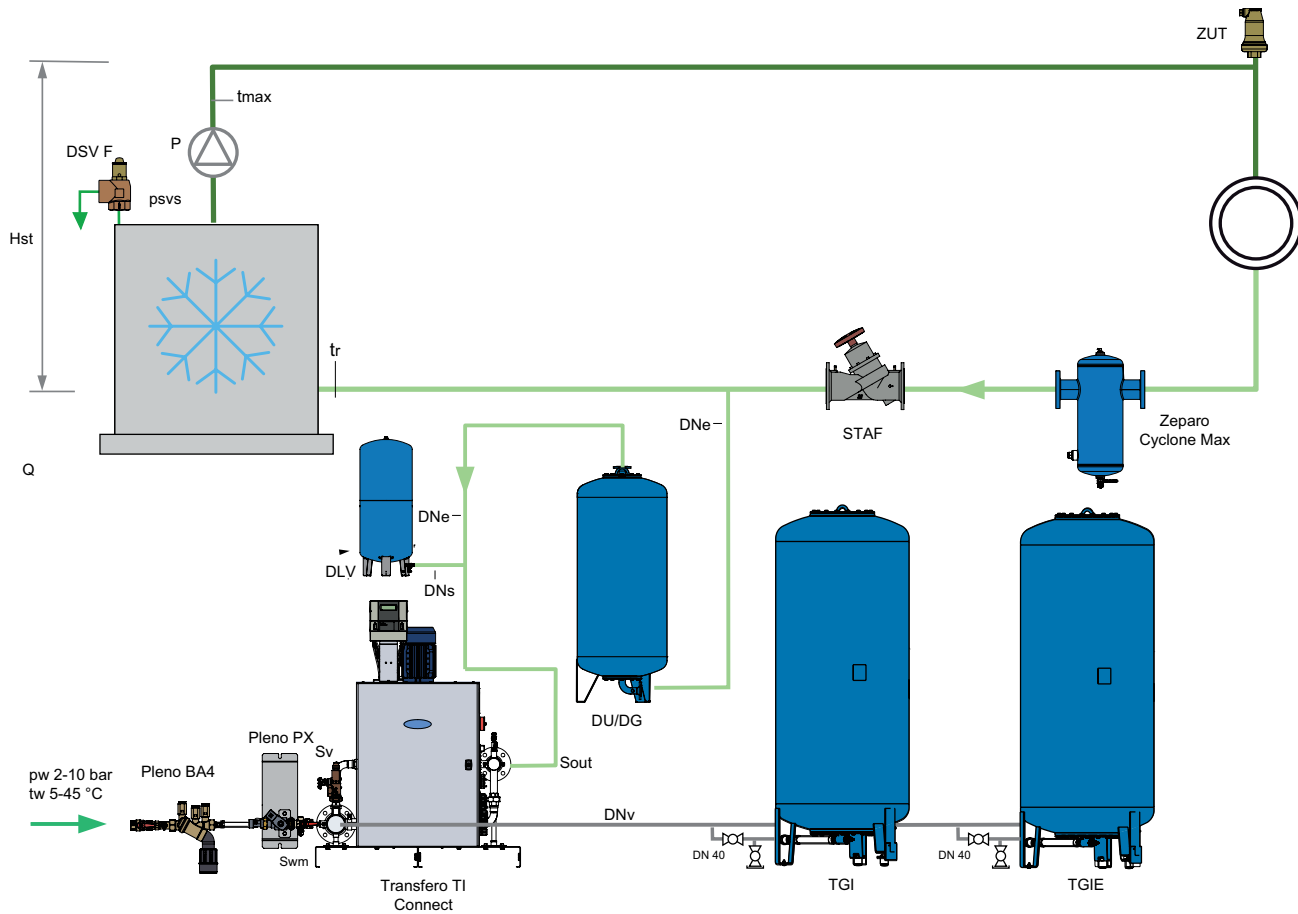 ZUT
tmax
P
DSV F
psvs
Hst
tr
Q
STAF
DNe
Zeparo
Cyclone Max
DNe
DLV
DNs
DU/DG
Pleno PX
Sv
Sout
Pleno BA4
pw 2-10 bar
tw 5-45 °C
DNv
Swm
DN 40
DN 40
Transfero TI
Connect
TGI
TGIE